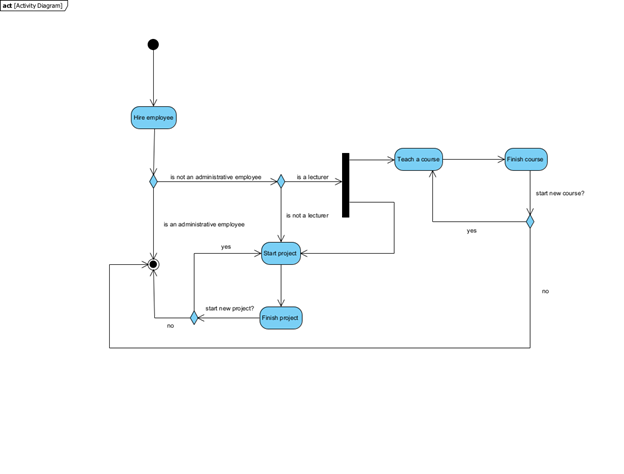 act [Activity Diagram]
Hire employee
is not an administrative employee
is a lecturer
Teach a course
Finish course
start new course?
is an administrative employee
is not a lecturer
yes
yes
Start project
start new project?
Finish project
no
no